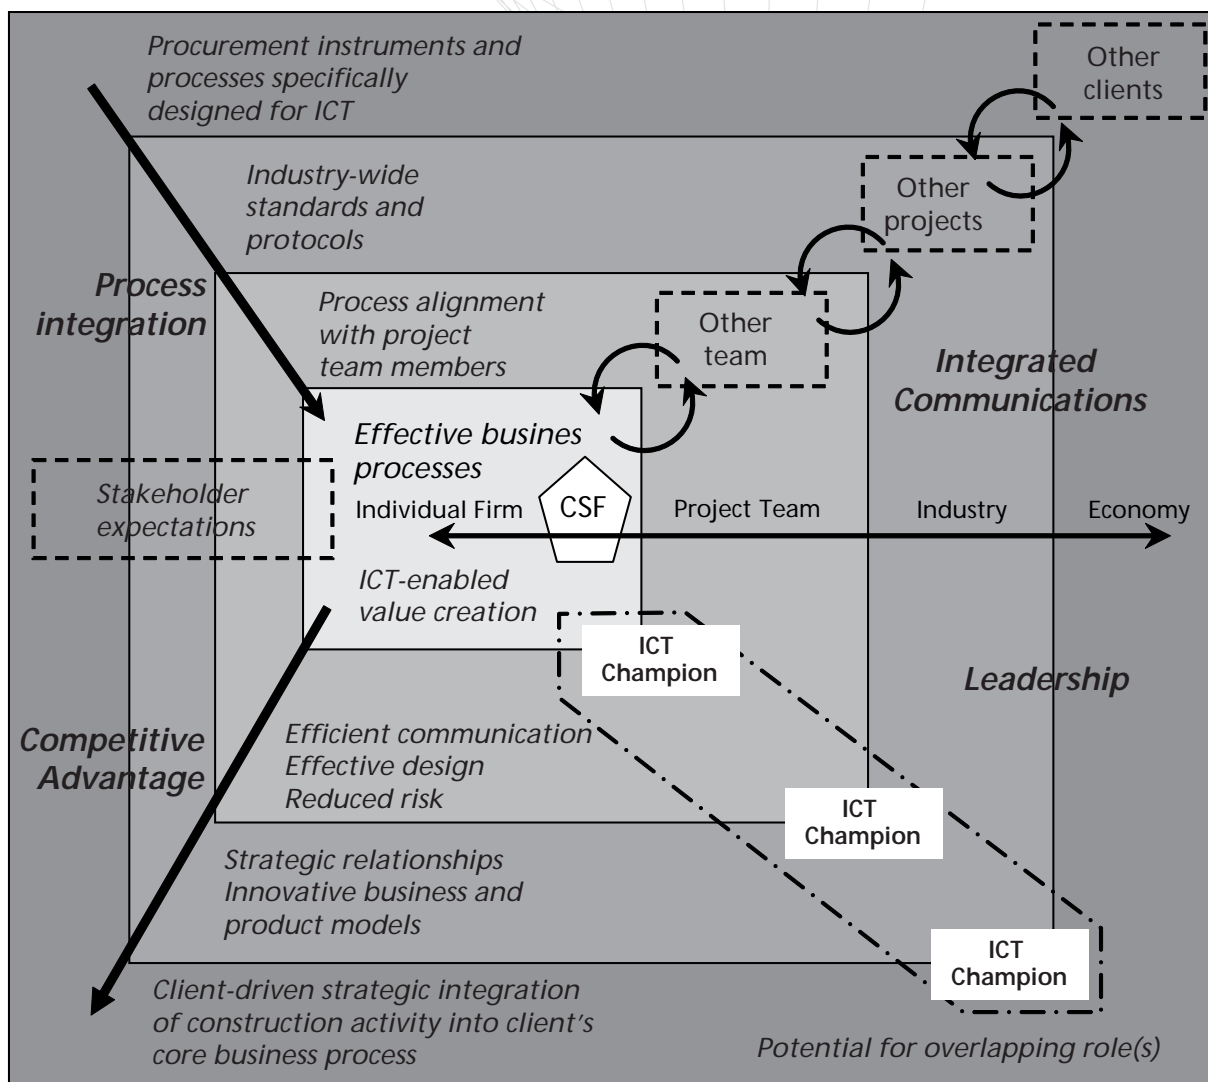 Procurement instruments and
processes specifically
designed for ICT
Other
clients
Industry-wide
standards and
protocols
Other
projects
Process
integration
Process alignment
with project
team members
Other
team
Integrated
Communications
Effective busines
processes
Stakeholder
expectations
Individual Firm
CSF
Project Team
Industry
Economy
ICT-enabled
value creation
ICT
Champion
Leadership
Competitive
Advantage
Efficient communication
Effective design
Reduced risk
ICT
Champion
Strategic relationships
Innovative business and
product models
ICT
Champion
Client-driven strategic integration
of construction activity into client’s
core business process
Potential for overlapping role(s)